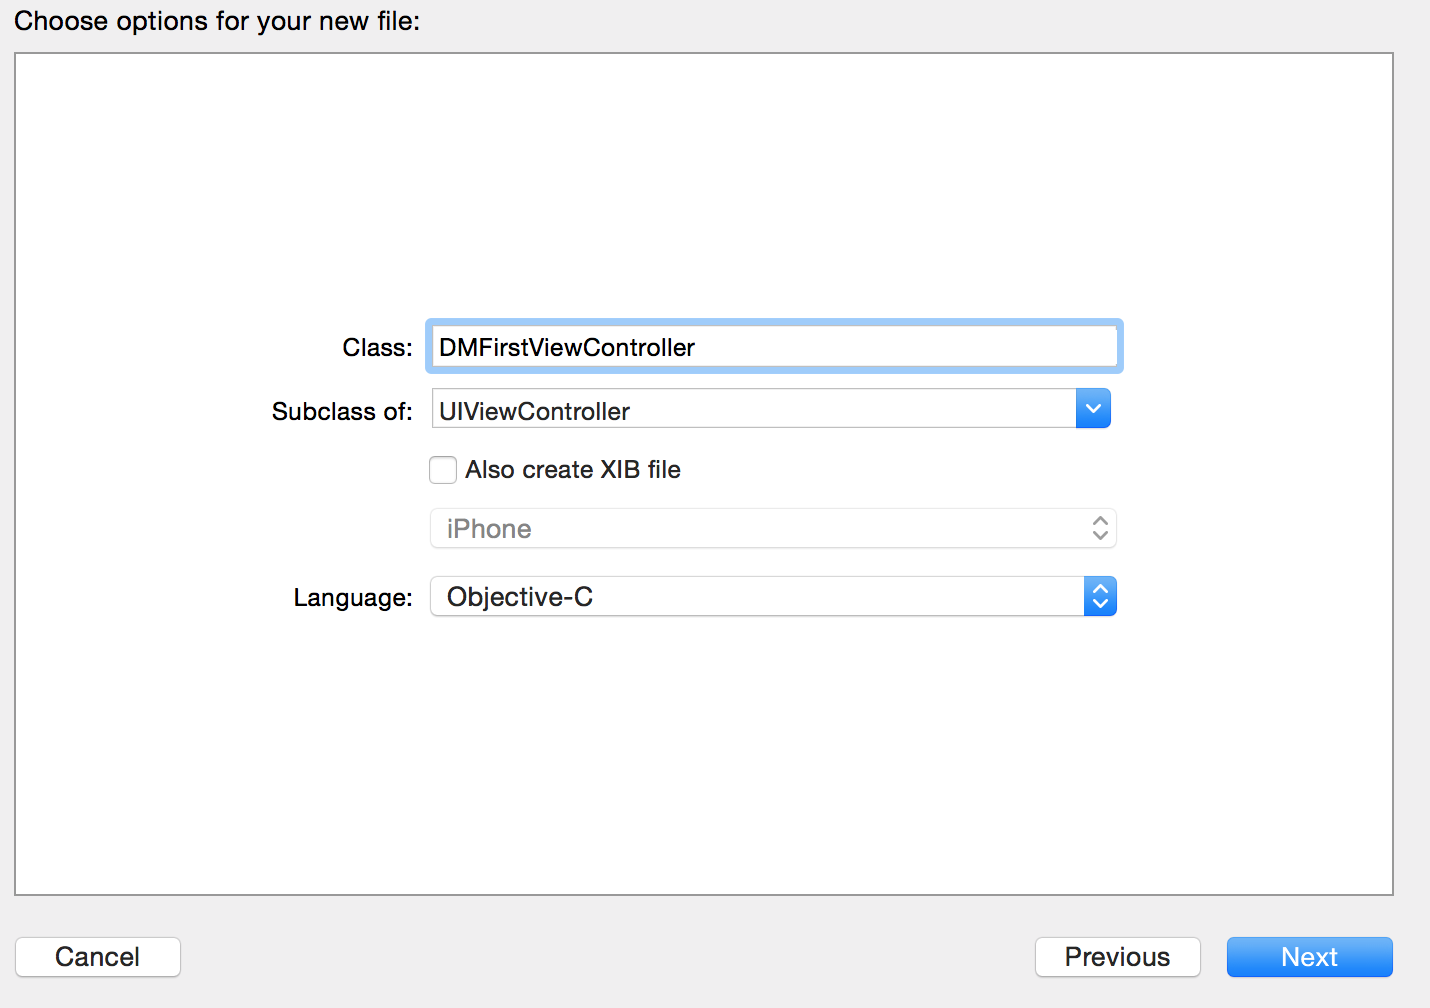 Choose options for your new file:
Class: DMFirstViewController
Subclass of: UIViewController
Also create XIB file
iPhone
Language: Objective-C
Cancel Previous Next